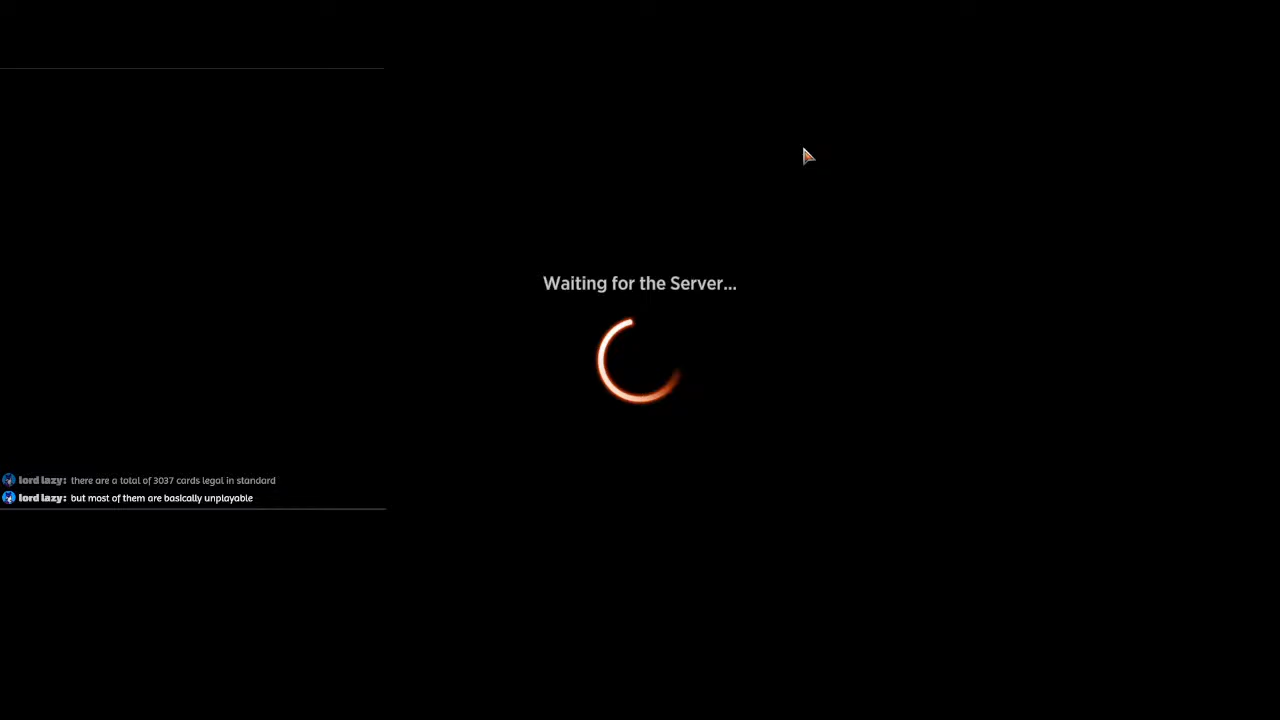 Waiting for the Server...
lord lazy: there are a total of 3037 cards legal in standard
lord lazy: but most of them are basically unplayable